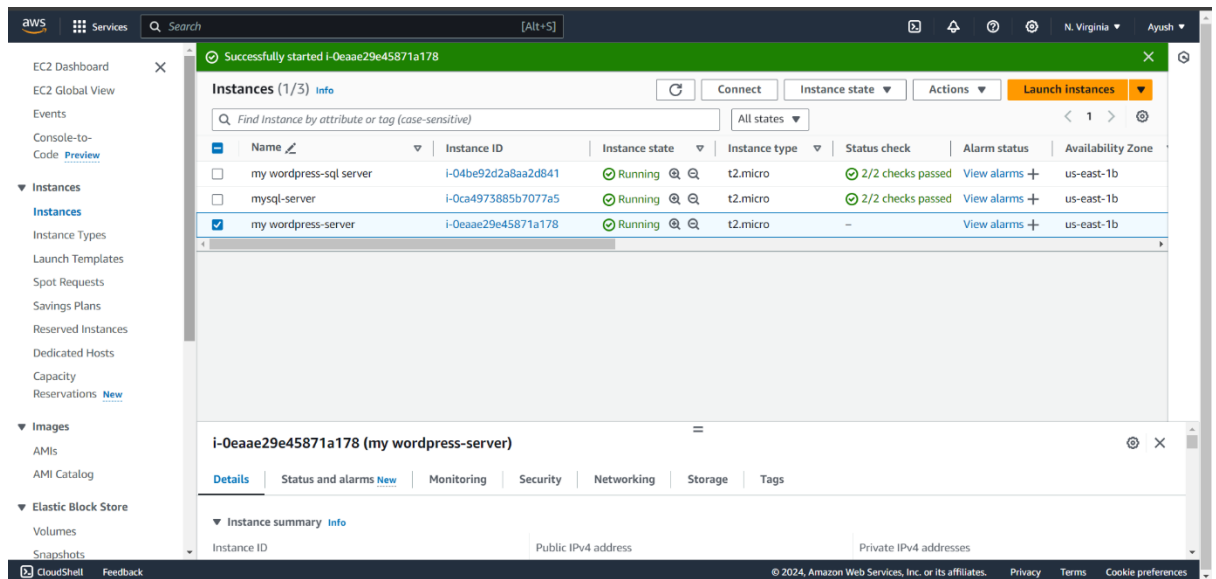 aws Services Search [Alt+S] N. Virginia ▼ Ayush ▼
EC2 Dashboard
EC2 Global View
Events
Console-to-
Code Preview
▼ Instances
Instances
Instance Types
Launch Templates
Spot Requests
Savings Plans
Reserved Instances
Dedicated Hosts
Capacity
Reservations New
▼ Images
AMIs
AMI Catalog
▼ Elastic Block Store
Volumes
Snapshots
Successfully started i-0eaae29e45871a178
Instances (1/3) Info Connect Instance state ▼ Actions ▼ Launch instances ▼
Find Instance by attribute or tag (case-sensitive) All states ▼ < 1 >
Name Instance ID Instance state Instance type Status check Alarm status Availability Zone
my wordpress-sql server i-04be92d2a8aa2d841 Running t2.micro 2/2 checks passed View alarms + us-east-1b
mysql-server i-0ca4973885b7077a5 Running t2.micro 2/2 checks passed View alarms + us-east-1b
my wordpress-server i-0eaae29e45871a178 Running t2.micro – View alarms + us-east-1b
i-0eaae29e45871a178 (my wordpress-server)
Details Status and alarms New Monitoring Security Networking Storage Tags
▼ Instance summary Info
Instance ID Public IPv4 address Private IPv4 addresses
CloudShell Feedback © 2024, Amazon Web Services, Inc. or its affiliates. Privacy Terms Cookie preferences